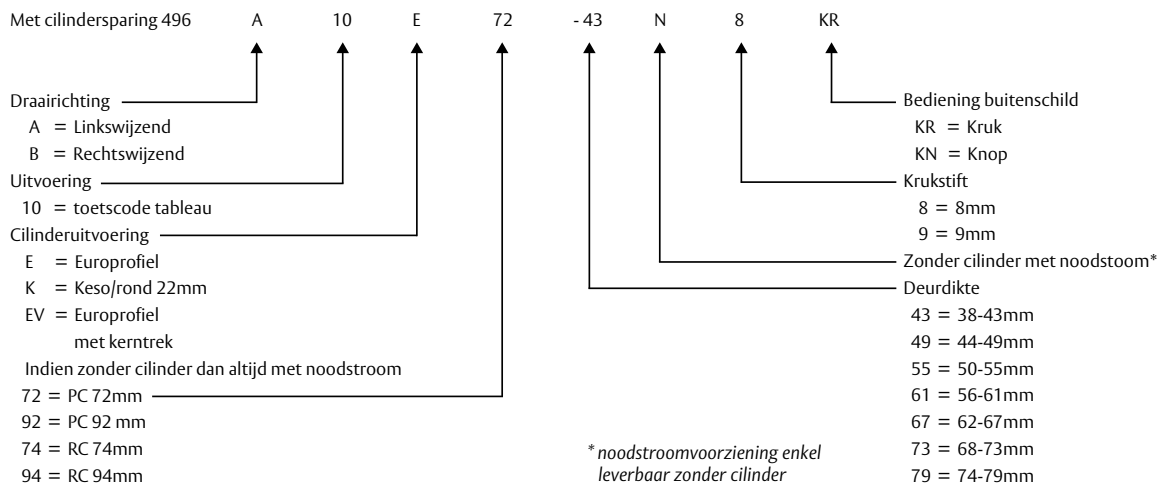 Met cilindersparing 496 A 10 E 72 - 43 N 8 KR
Draairichting
A = Linkswijzend
B = Rechtswijzend
Uitvoering
10 = toetscode tableau
Cilinderuitvoering
E = Europrofiel
K = Keso/rond 22mm
EV = Europrofiel
met kerntrek
Indien zonder cilinder dan altijd met noodstroom
72 = PC 72mm
92 = PC 92 mm
74 = RC 74mm
94 = RC 94mm
Bediening buitenschild
KR = Kruk
KN = Knop
Krukstift
8 = 8mm
9 = 9mm
Zonder cilinder met noodstoom*
Deurdikte
43 = 38-43mm
49 = 44-49mm
55 = 50-55mm
61 = 56-61mm
67 = 62-67mm
73 = 68-73mm
79 = 74-79mm
* noodstroomvoorziening enkel
leverbaar zonder cilinder